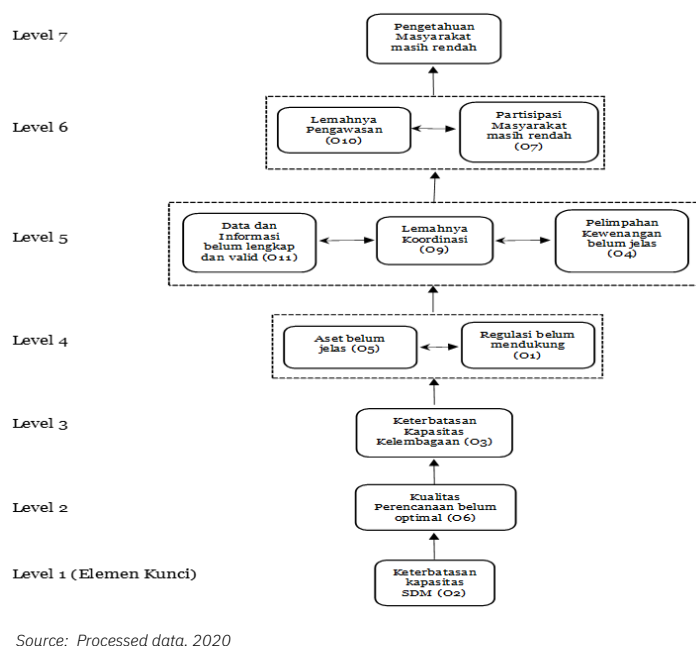 Level 7
Pengetahuan
Masyarakat
masih rendah
Level 6
Lemahnya
Pengawasan
(O10)
Partisipasi
Masyarakat
masih rendah
(O7)
Level 5
Data dan
Informasi
belum lengkap
dan valid (O11)
Lemahnya
Koordinasi
(O9)
Pelimpahan
Kewenangan
belum jelas
(O4)
Level 4
Aset belum
jelas (O5)
Regulasi belum
mendukung
(O1)
Level 3
Keterbatasan
Kapasitas
Kelembagaan (O3)
Level 2
Kualitas
Perencanaan belum
optimal (O6)
Level 1 (Elemen Kunci)
Keterbatasan
kapasitas
SDM (O2)
Source: Processed data, 2020